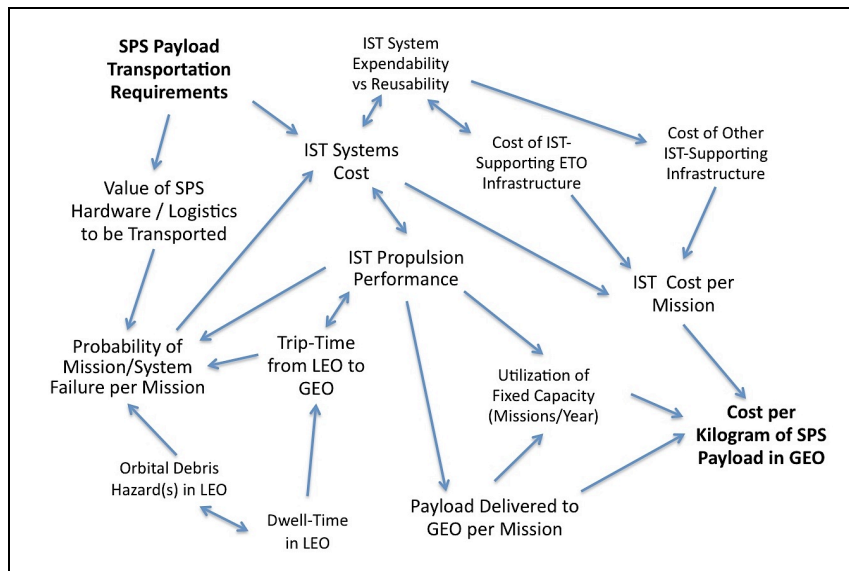 SPS Payload
Transportation
Requirements
IST System
Expendability
vs Reusability
IST Systems
Cost
Cost of IST-
Supporting ETO
Infrastructure
Cost of Other
IST-Supporting
Infrastructure
Value of SPS
Hardware / Logistics
to be Transported
IST Propulsion
Performance
IST Cost per
Mission
Probability of
Mission/System
Failure per Mission
Trip-Time
from LEO to
GEO
Utilization of
Fixed Capacity
(Missions/Year)
Cost per
Kilogram of SPS
Payload in GEO
Orbital Debris
Hazard(s) in LEO
Dwell-Time
in LEO
Payload Delivered to
GEO per Mission